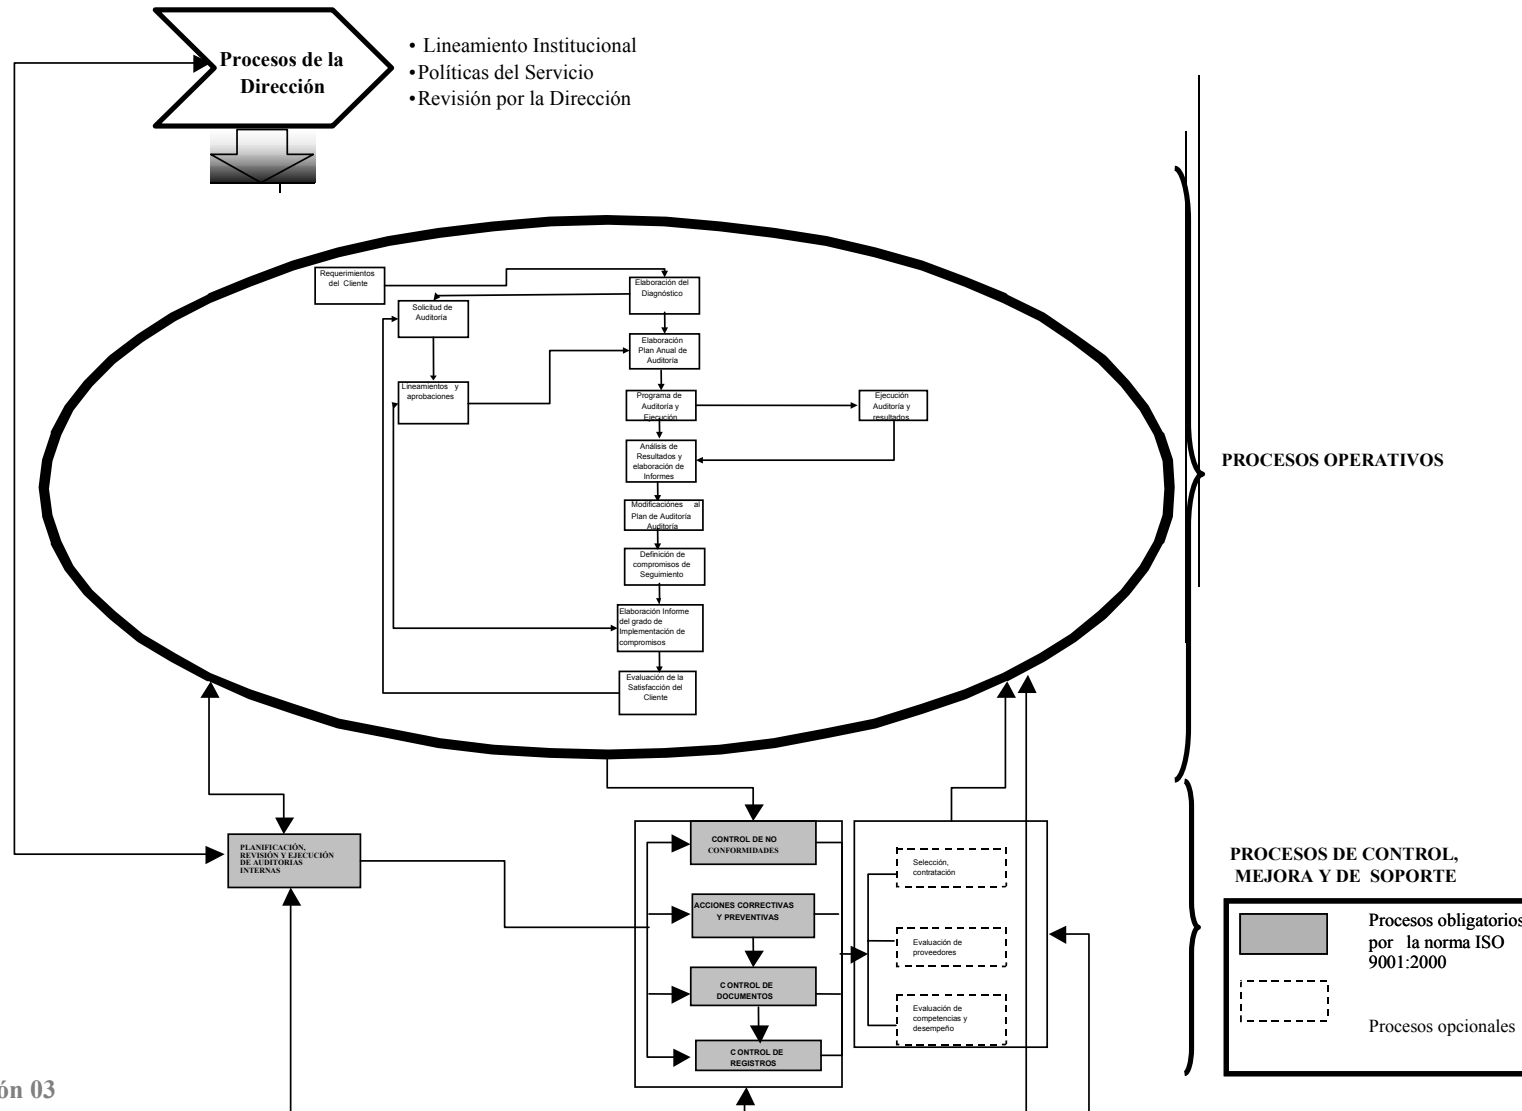 Procesos de la
Dirección
• Lineamiento Institucional
•Políticas del Servicio
•Revisión por la Dirección
Requerimientos
del Cliente
Elaboración del
Diagnóstico
Solicitud de
Auditoría
Elaboración
Plan Anual de
Auditoría
Lineamientos y
aprobaciones
Programa de
Auditoría y
Ejecución
Ejecución
Auditoría y
resultados
Análisis de
Resultados y
elaboración de
Informes
Modificaciónes al
Plan de Auditoría
Auditoría
Definición de
compromisos de
Seguimiento
Elaboración Informe
del grado de
Implementación de
compromisos
Evaluación de la
Satisfacción del
Cliente
PROCESOS OPERATIVOS
PLANIFICACIÓN,
REVISIÓN Y EJECUCIÓN
DE AUDITORIAS
INTERNAS
CONTROL DE NO
CONFORMIDADES
ACCIONES CORRECTIVAS
Y PREVENTIVAS
CONTROL DE
DOCUMENTOS
CONTROL DE
REGISTROS
Selección,
contratación
Evaluación de
proveedores
Evaluación de
competencias y
desempeño
PROCESOS DE CONTROL,
MEJORA Y DE SOPORTE
Procesos obligatorios
por la norma ISO
9001:2000
Procesos opcionales
ón 03